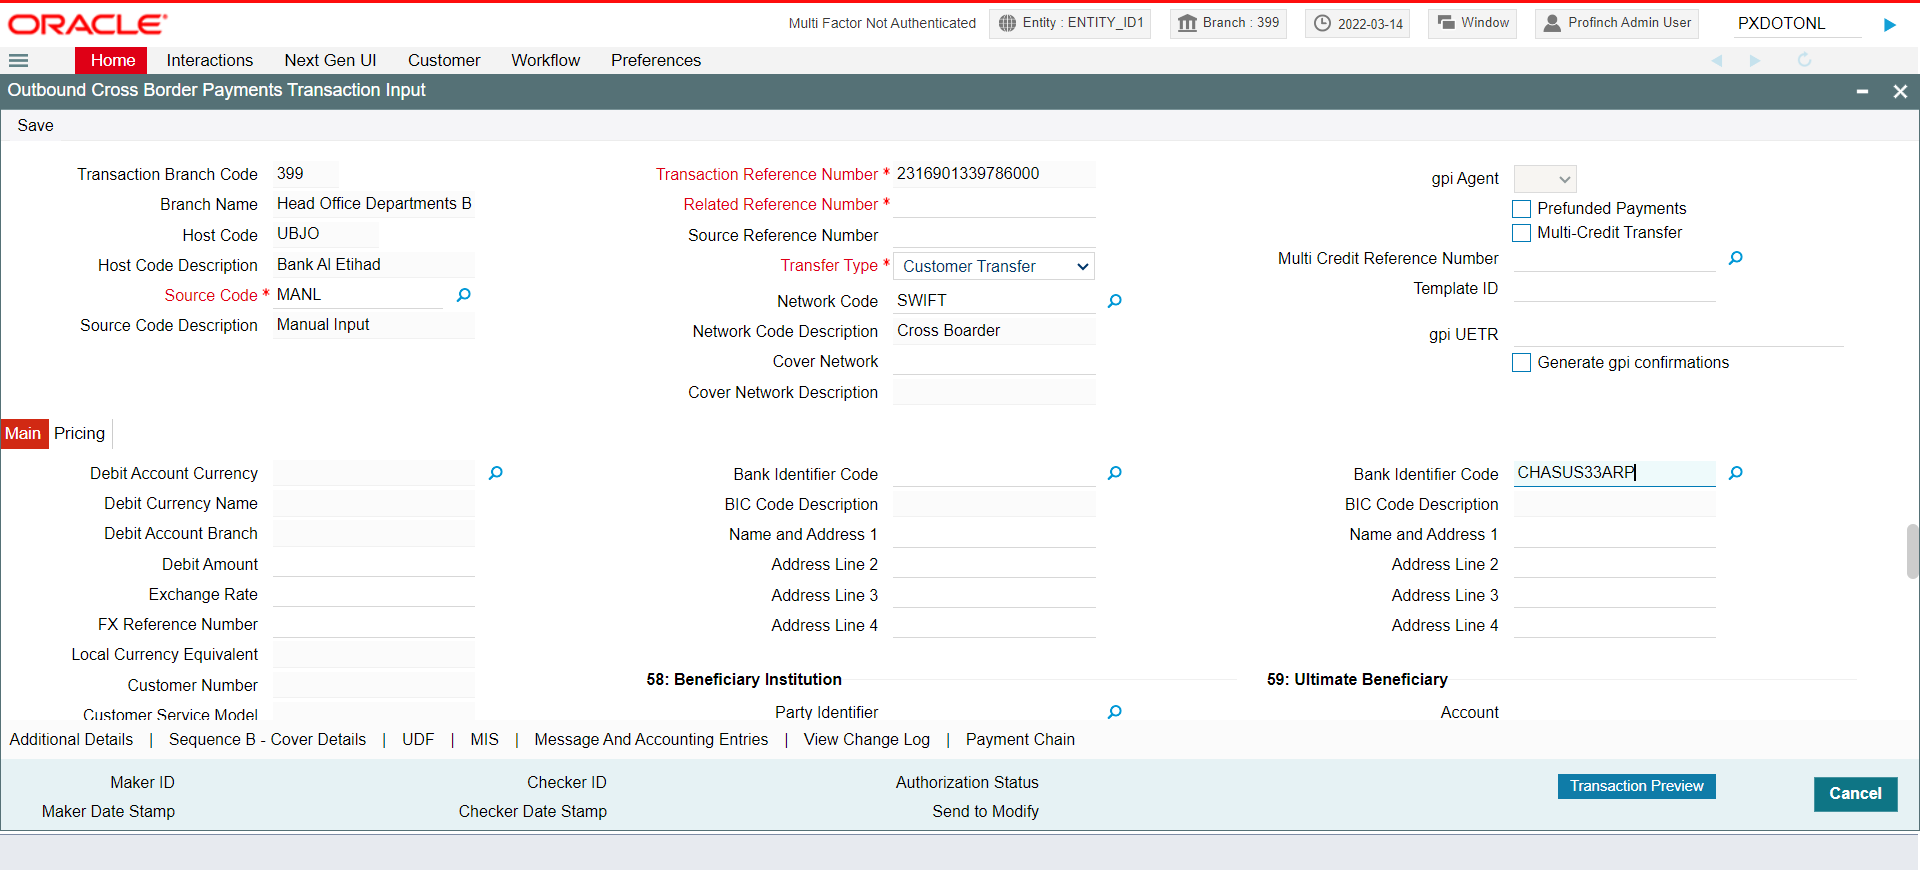 ORACLE
Multi Factor Not Authenticated
Entity : ENTITY_ID1
Branch : 399
2022-03-14
Window
Profinch Admin User
PXDOTONL
Home
Interactions
Next Gen UI
Customer
Workflow
Preferences
Outbound Cross Border Payments Transaction Input
Save
Transaction Branch Code 399
Branch Name Head Office Departments B
Host Code UBJO
Host Code Description Bank Al Etihad
Source Code * MANL
Source Code Description Manual Input
Transaction Reference Number * 2316901339786000
Related Reference Number *
Source Reference Number
Transfer Type * Customer Transfer
Network Code SWIFT
Network Code Description Cross Boarder
Cover Network
Cover Network Description
gpi Agent
Prefunded Payments
Multi-Credit Transfer
Multi Credit Reference Number
Template ID
gpi UETR
Generate gpi confirmations
Main
Pricing
Debit Account Currency
Debit Currency Name
Debit Account Branch
Debit Amount
Exchange Rate
FX Reference Number
Local Currency Equivalent
Customer Number
Customer Service Model
Bank Identifier Code
BIC Code Description
Name and Address 1
Address Line 2
Address Line 3
Address Line 4
58: Beneficiary Institution
Party Identifier
Bank Identifier Code CHASUS33ARP
BIC Code Description
Name and Address 1
Address Line 2
Address Line 3
Address Line 4
59: Ultimate Beneficiary
Account
Additional Details | Sequence B - Cover Details | UDF | MIS | Message And Accounting Entries | View Change Log | Payment Chain
Maker ID
Maker Date Stamp
Checker ID
Checker Date Stamp
Authorization Status
Send to Modify
Transaction Preview
Cancel